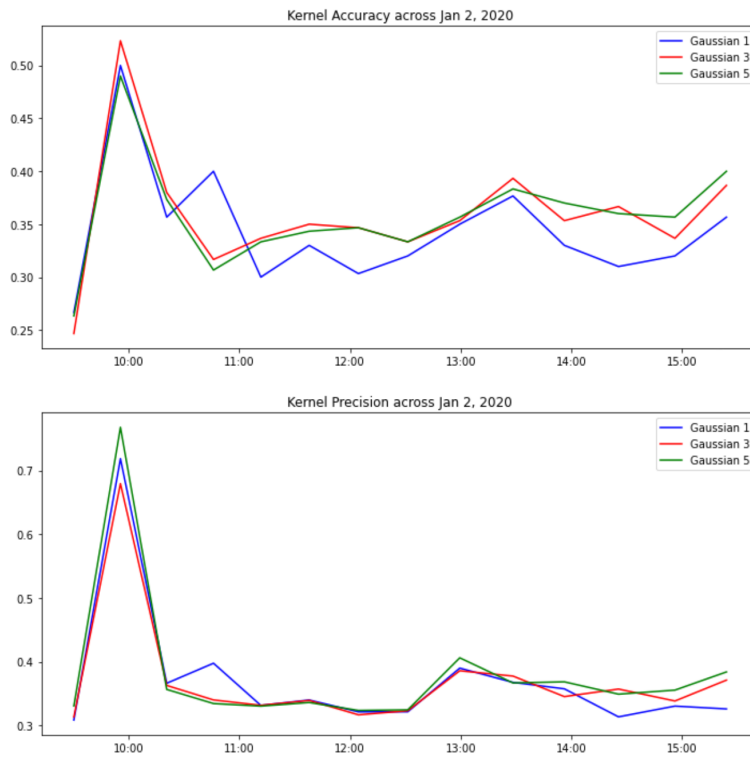 Kernel Accuracy across Jan 2, 2020
Gaussian 1
Gaussian 3
Gaussian 5
0.50
0.45
0.40
0.35
0.30
0.25
10:00 11:00 12:00 13:00 14:00 15:00
Kernel Precision across Jan 2, 2020
Gaussian 1
Gaussian 3
Gaussian 5
0.7
0.6
0.5
0.4
0.3
10:00 11:00 12:00 13:00 14:00 15:00